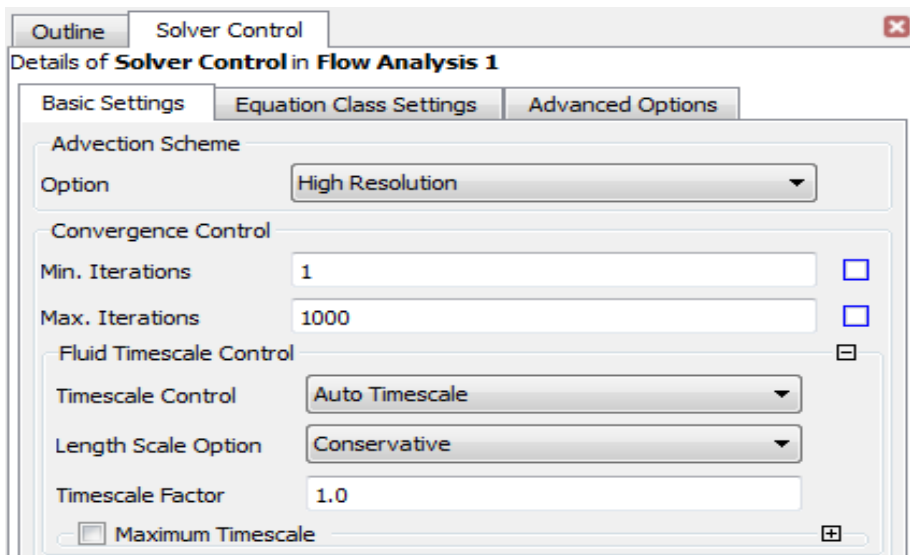 Outline Solver Control
Details of Solver Control in Flow Analysis 1
Basic Settings Equation Class Settings Advanced Options
Advection Scheme
Option High Resolution
Convergence Control
Min. Iterations 1
Max. Iterations 1000
Fluid Timescale Control
Timescale Control Auto Timescale
Length Scale Option Conservative
Timescale Factor 1.0
Maximum Timescale